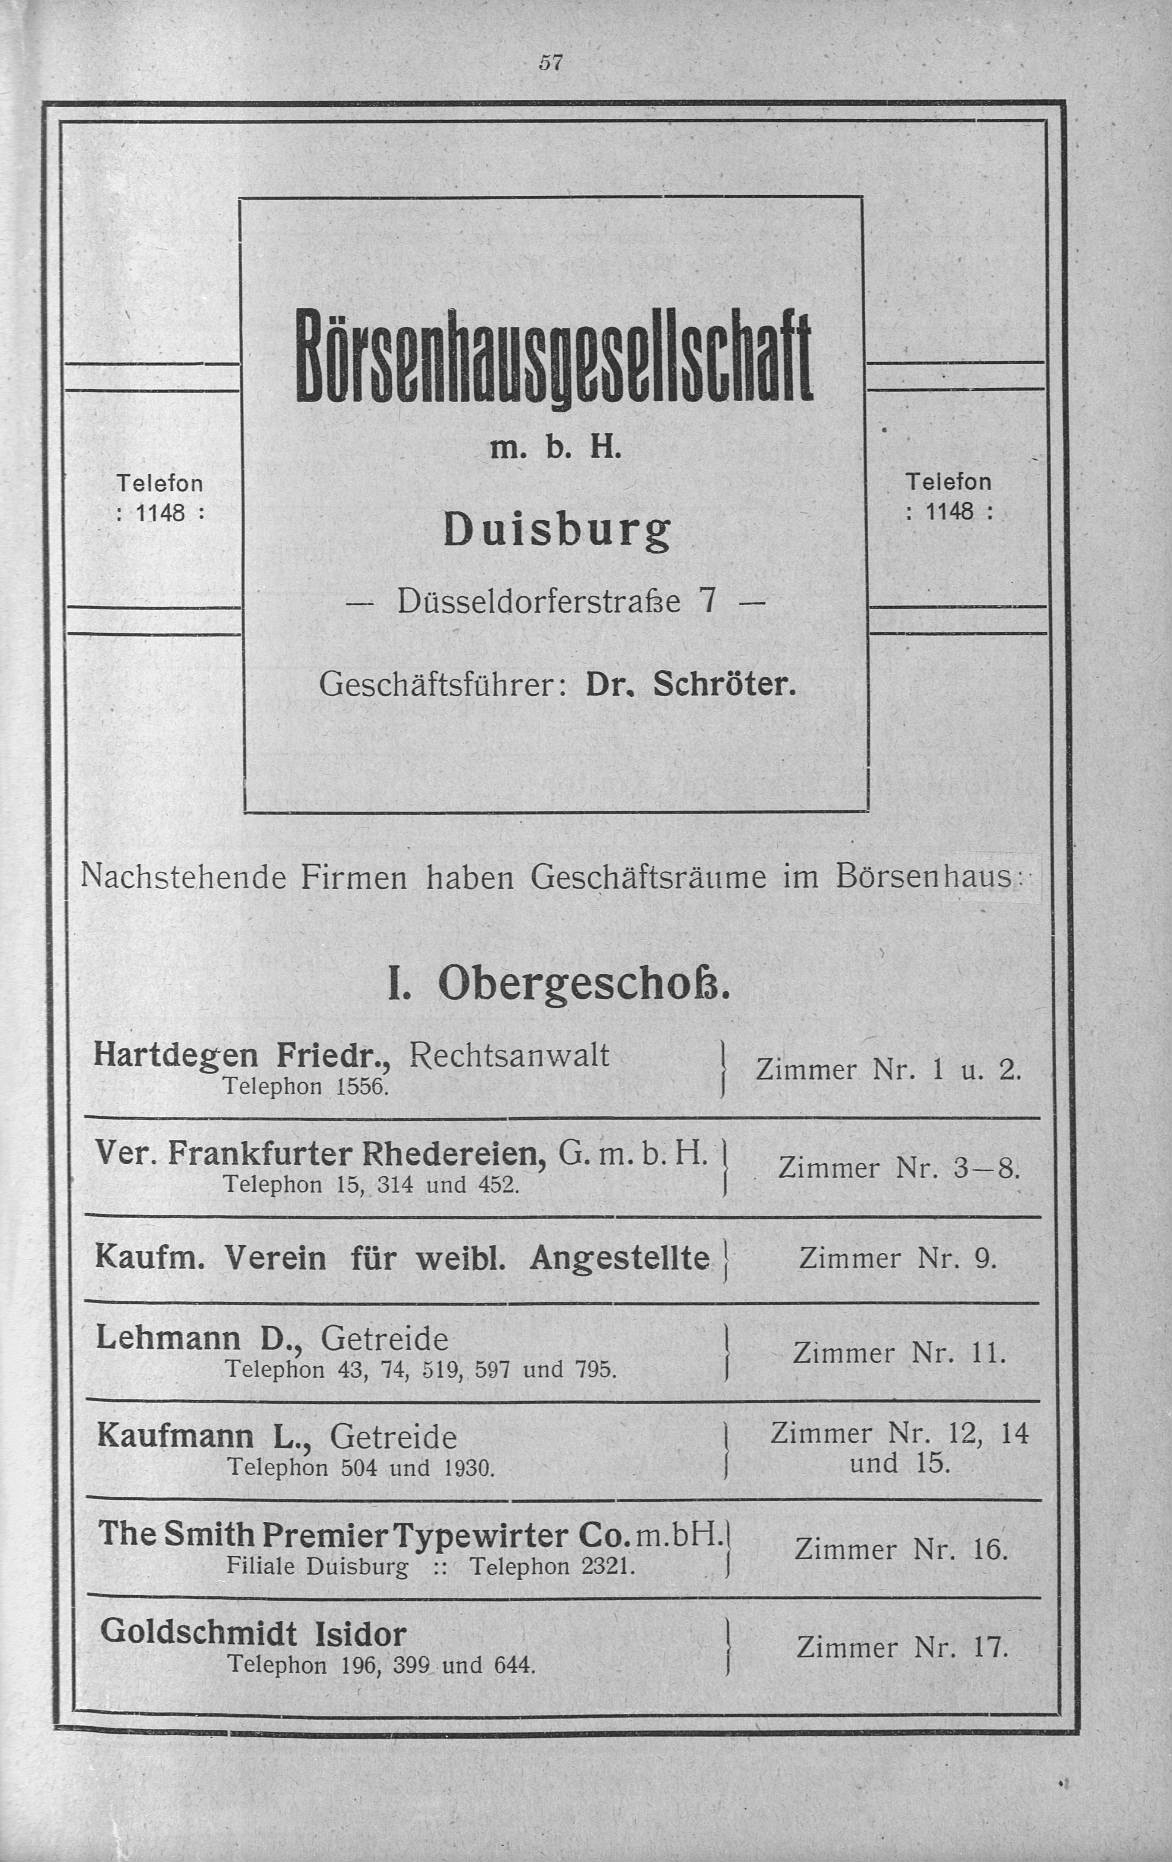 57
Börsenhausgesellschaft
m. b. H.
Telefon
: 1148 :
Telefon
: 1148 :
Duisburg
— Düsseldorferstraße 7 —
Geschäftsführer: Dr. Schröter.
Nachstehende Firmen haben Geschäftsräume im Börsenhaus:
I. Obergeschoß.
Hartdegen Friedr., Rechtsanwalt } Zimmer Nr. 1 u. 2.
Telephon 1556.
Ver. Frankfurter Rhedereien, G. m. b. H. } Zimmer Nr. 3—8.
Telephon 15, 314 und 452.
Kaufm. Verein für weibl. Angestellte } Zimmer Nr. 9.
Lehmann D., Getreide } Zimmer Nr. 11.
Telephon 43, 74, 519, 597 und 795.
Kaufmann L., Getreide } Zimmer Nr. 12, 14
Telephon 504 und 1930. und 15.
The Smith Premier Typewirter Co. m.bH. } Zimmer Nr. 16.
Filiale Duisburg :: Telephon 2321.
Goldschmidt Isidor } Zimmer Nr. 17.
Telephon 196, 399 und 644.